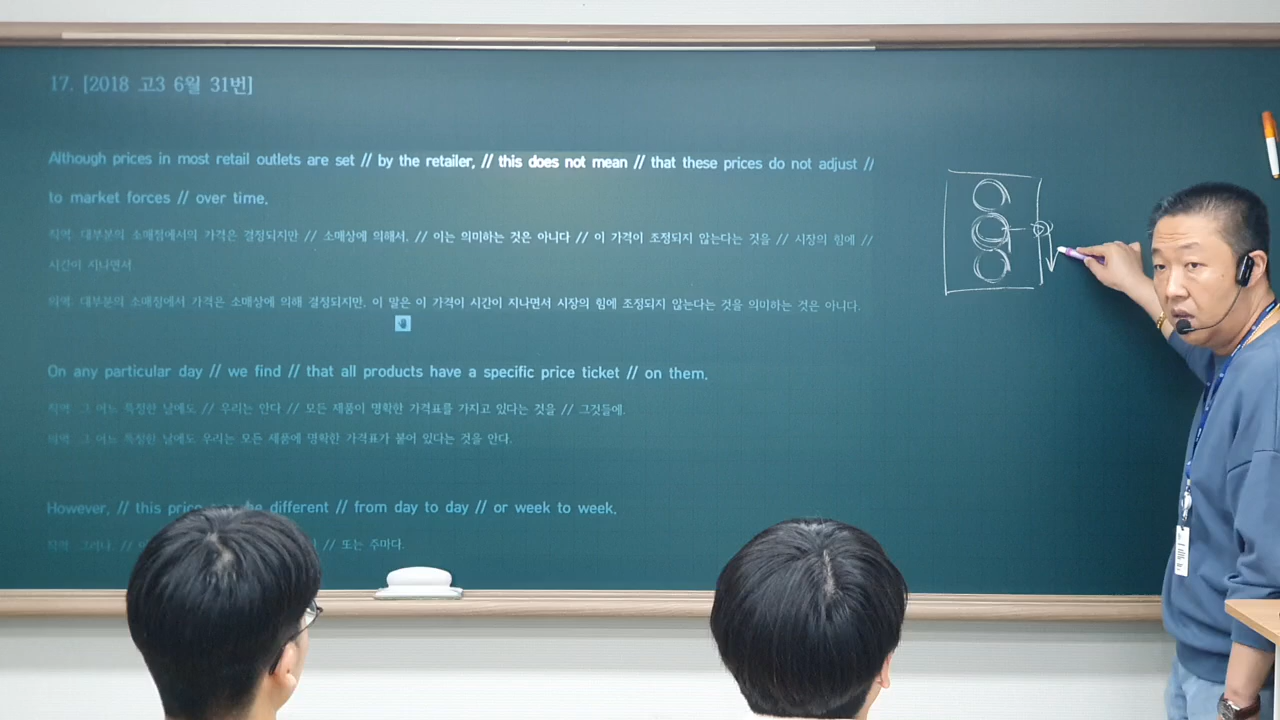 17. [2018 고3 6월 31번]
Although prices in most retail outlets are set // by the retailer, // this does not mean // that these prices do not adjust //
to market forces // over time.
직역: 대부분의 소매점에서의 가격은 결정되지만 // 소매상에 의해서, // 이는 의미하는 것은 아니다 // 이 가격이 조정되지 않는다는 것을 // 시장의 힘에 //
시간이 지나면서
의역: 대부분의 소매점에서 가격은 소매상에 의해 결정되지만, 이 말은 이 가격이 시간이 지나면서 시장의 힘에 조정되지 않는다는 것을 의미하는 것은 아니다.
On any particular day // we find // that all products have a specific price ticket // on them.
직역: 그 어느 특정한 날에도 // 우리는 안다 // 모든 제품이 명확한 가격표를 가지고 있다는 것을 // 그것들에.
의역: 그 어느 특정한 날에도 우리는 모든 제품에 명확한 가격표가 붙어 있다는 것을 안다.
However, // this price different // from day to day // or week to week.
직역: 그러나, // // 또는 주마다.